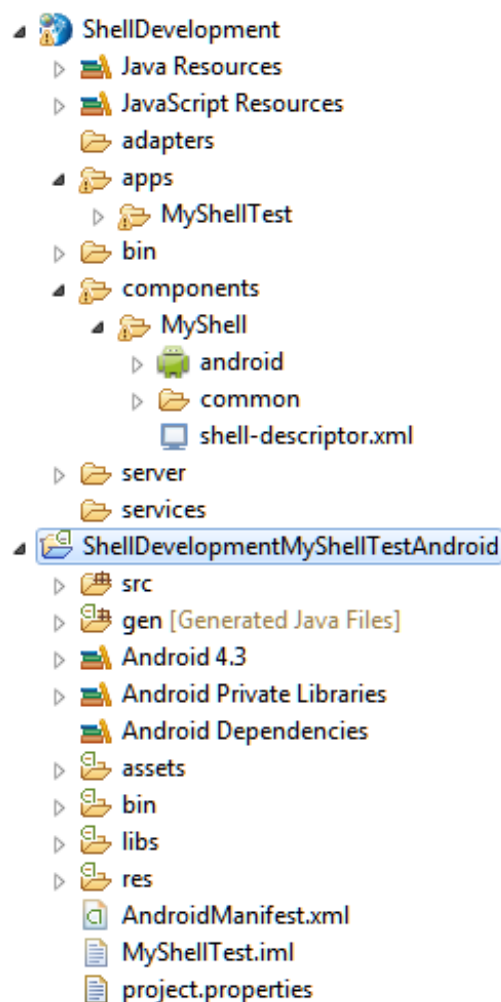 ShellDevelopment
Java Resources
JavaScript Resources
adapters
apps
MyShellTest
bin
components
MyShell
android
common
shell-descriptor.xml
server
services
ShellDevelopmentMyShellTestAndroid
src
gen [Generated Java Files]
Android 4.3
Android Private Libraries
Android Dependencies
assets
bin
libs
res
AndroidManifest.xml
MyShellTest.iml
project.properties